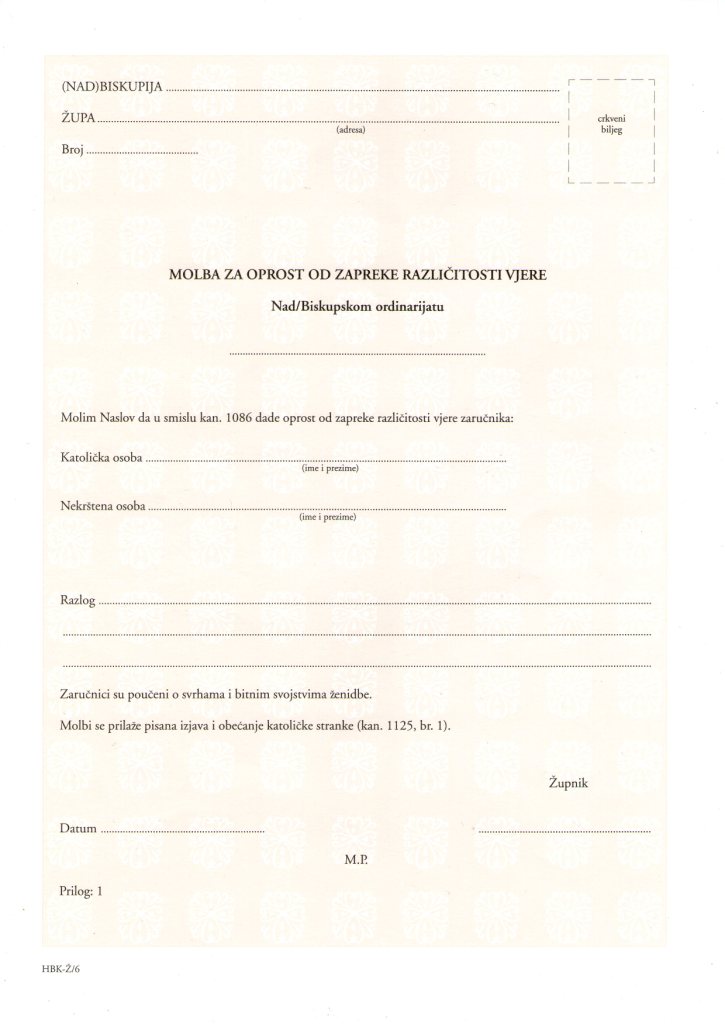 (NAD)BISKUPIJA ........................................
ŽUPA ........................................
(adresa)
crkveni
biljeg
Broj ........................................
MOLBA ZA OPROST OD ZAPREKE RAZLIČITOSTI VJERE
Nad/Biskupskom ordinarijatu
........................................
Molim Naslov da u smislu kan. 1086 dade oprost od zapreke različitosti vjere zaručnika:
Katolička osoba ........................................
(ime i prezime)
Nekrštena osoba ........................................
(ime i prezime)
Razlog ........................................
........................................
........................................
Zaručnici su poučeni o svrhama i bitnim svojstvima ženidbe.
Molbi se prilaže pisana izjava i obećanje katoličke stranke (kan. 1125, br. 1).
Župnik
Datum ........................................ ........................................
M.P.
Prilog: 1
HBK-Ž/6